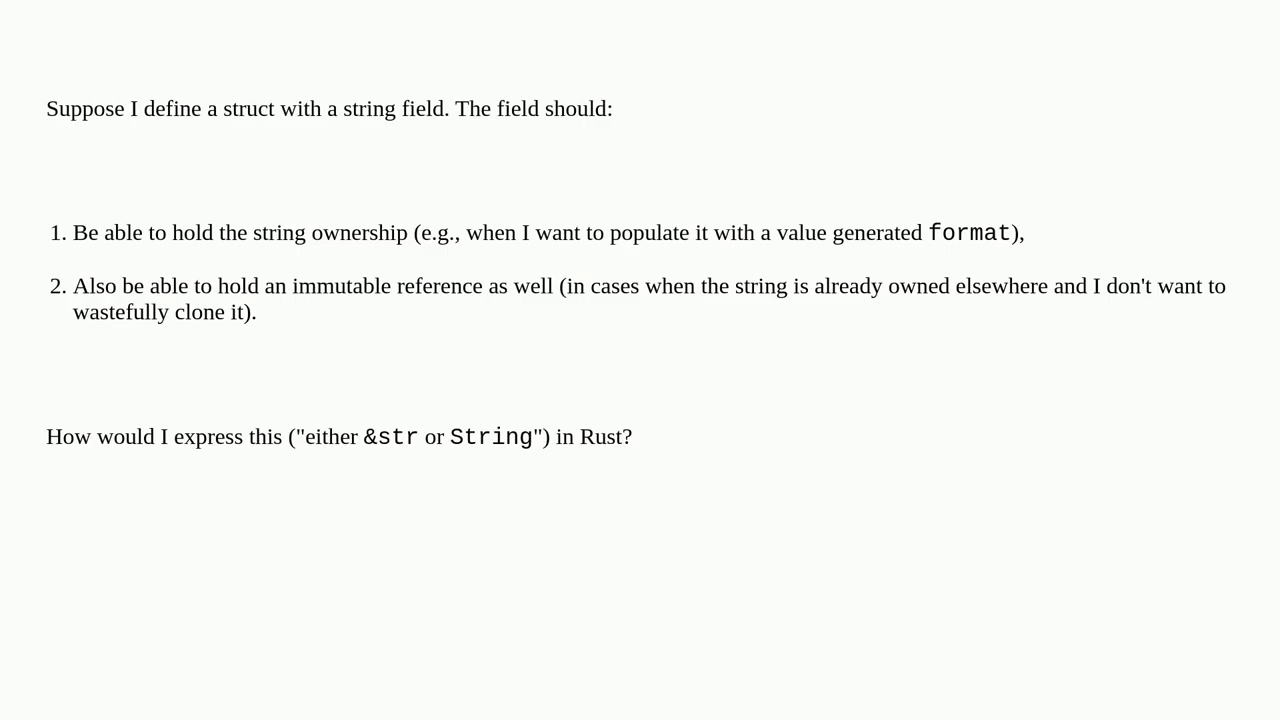 Suppose I define a struct with a string field. The field should:
1. Be able to hold the string ownership (e.g., when I want to populate it with a value generated format),
2. Also be able to hold an immutable reference as well (in cases when the string is already owned elsewhere and I don't want to
wastefully clone it).
How would I express this ("either &str or String") in Rust?